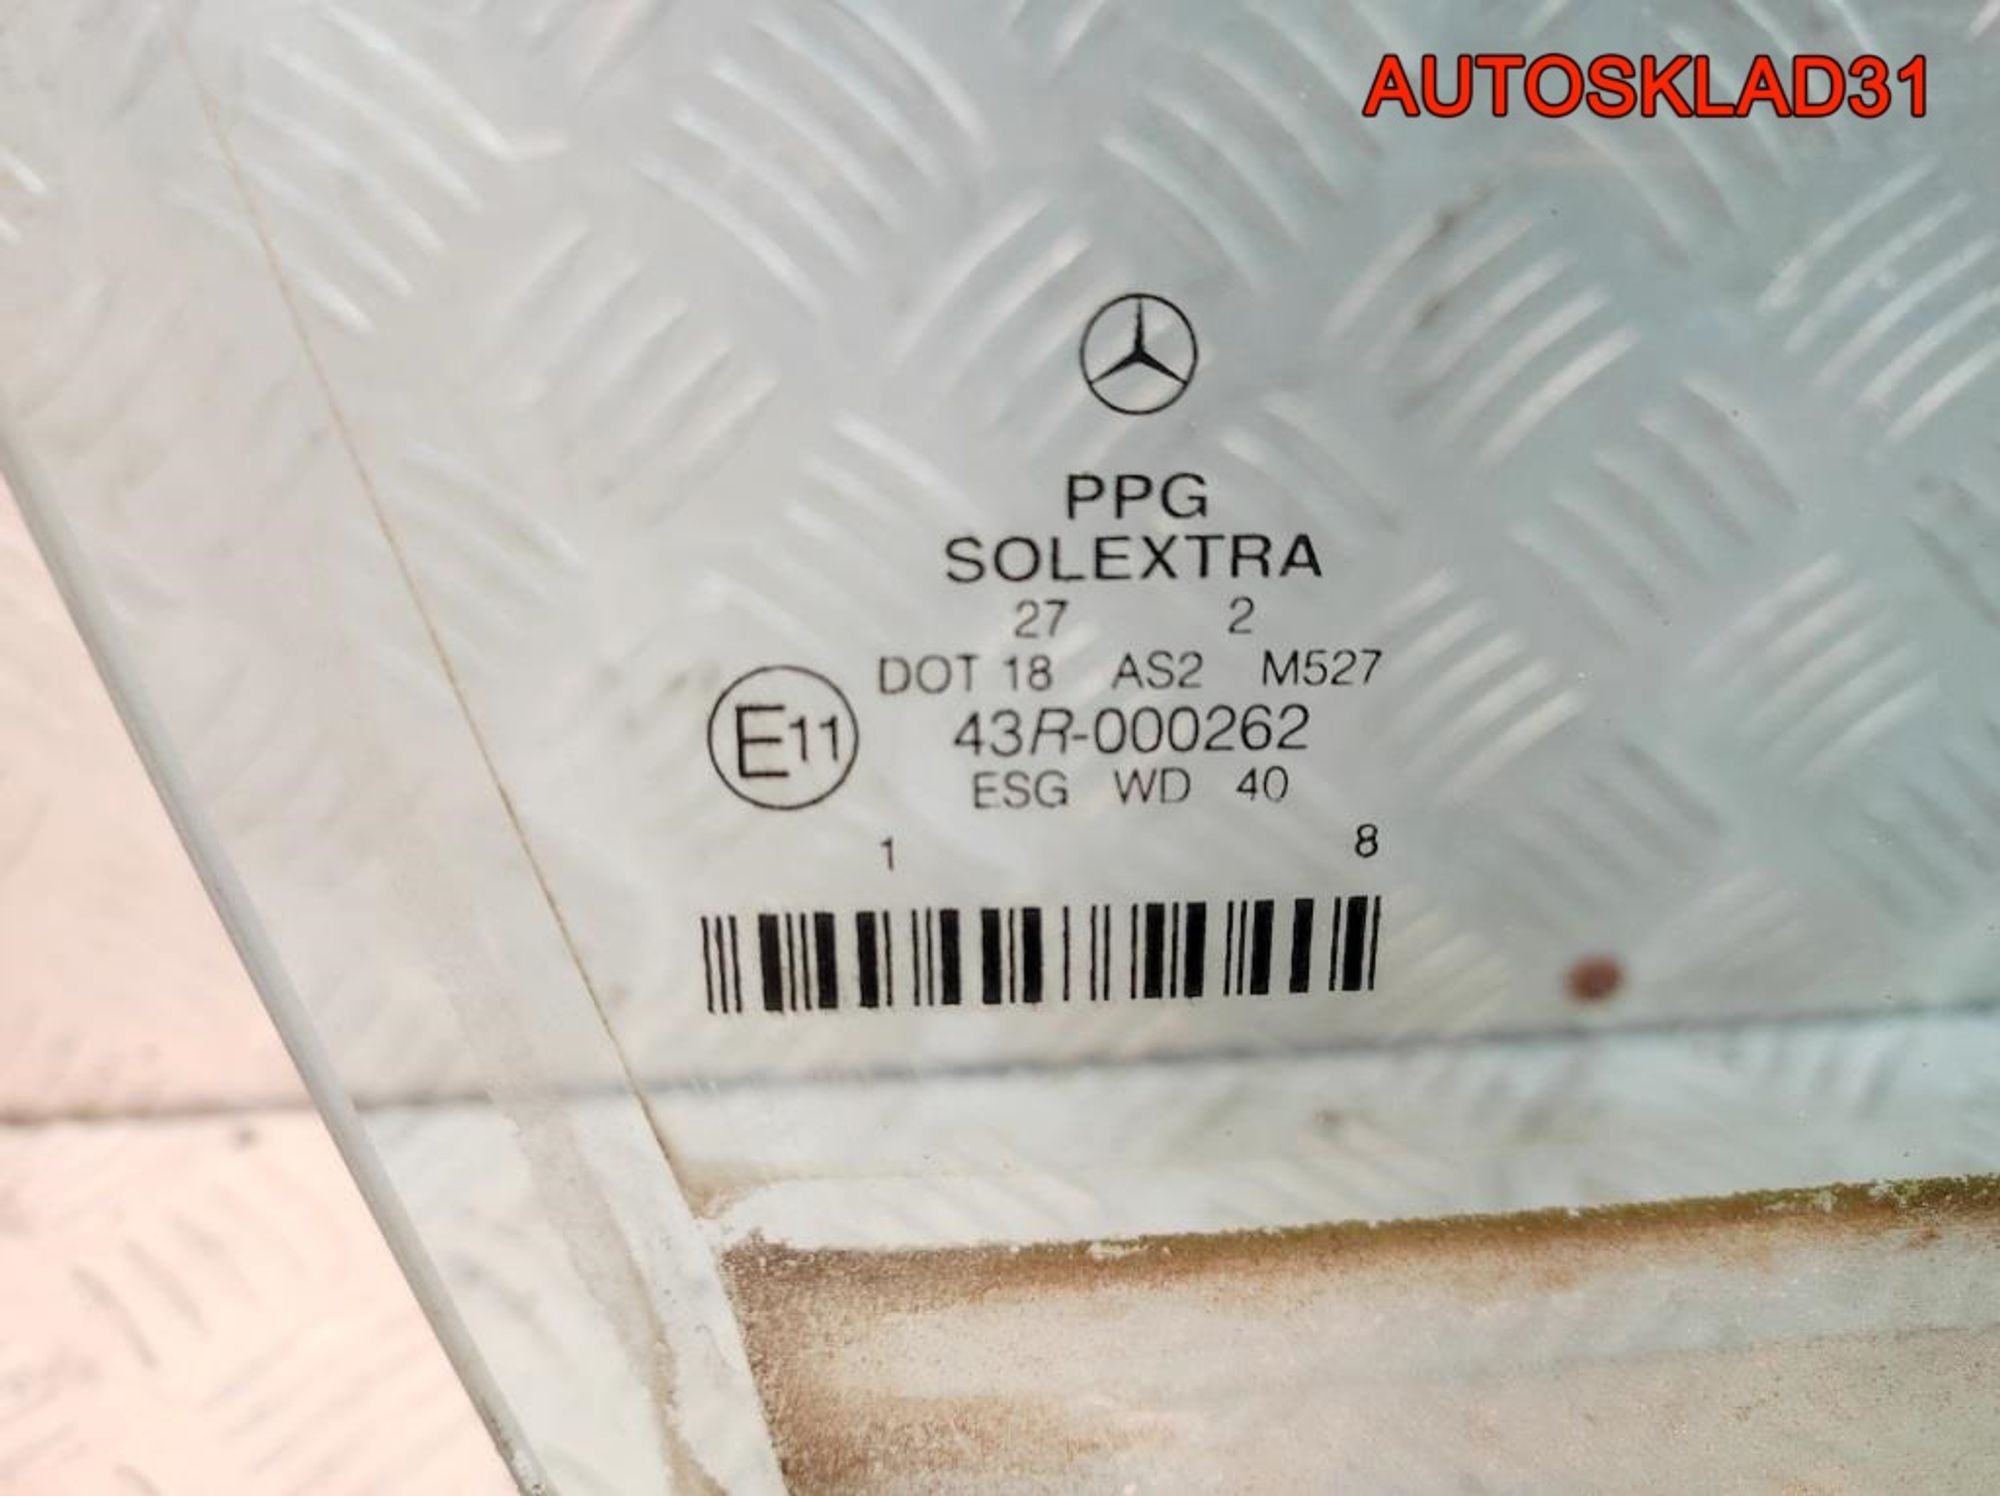 AUTOSKLAD31
PPG
SOLEXTRA
27 2
DOT 18 AS2 M527
E11 43R-000262
ESG WD 40
1 8